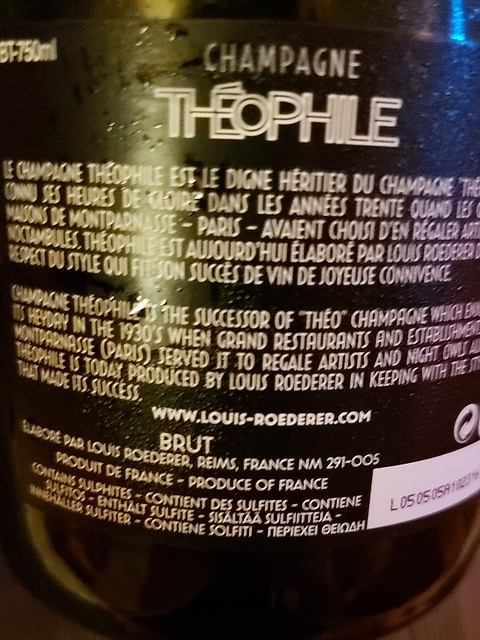 BT-750ml
CHAMPAGNE
THÉOPHILE
LE CHAMPAGNE THÉOPHILE EST LE DIGNE HÉRITIER DU CHAMPAGNE
CONNU SES HEURES DE GLOIRE DANS LES ANNÉES TRENTE QUAND LES
MAISONS DE MONTPARNASSE - PARIS - AVAIENT CHOISI D'EN RÉGALER
NOCTAMBULES. THÉOPHILE EST AUJOURD'HUI ÉLABORÉ PAR LOUIS ROEDERER
RESPECT DU STYLE QUI FIT SON SUCCÈS DE VIN DE JOYEUSE CONNIVENCE.
CHAMPAGNE THÉOPHILE IS THE SUCCESSOR OF "THÉO" CHAMPAGNE WHICH
ITS HEYDAY IN THE 1930'S WHEN GRAND RESTAURANTS AND
MONTPARNASSE (PARIS) SERVED IT TO REGALE ARTISTS AND NIGHT OWLS
THÉOPHILE IS TODAY PRODUCED BY LOUIS ROEDERER IN KEEPING WITH THE
THAT MADE ITS SUCCESS.
WWW.LOUIS-ROEDERER.COM
BRUT
ÉLABORÉ PAR LOUIS ROEDERER, REIMS, FRANCE NM 291-005
PRODUIT DE FRANCE - PRODUCE OF FRANCE
CONTAINS SULPHITES - CONTIENT DES SULFITES - CONTIENE
SULFITOS - ENTHÄLT SULFITE - SISÄLTÄÄ SULFIITTEJA -
INNEHÅLLER SULFITER - CONTIENE SOLFITI - ΠΕΡΙΕΧΕΙ ΘΕΙΩΔΗ
L050505A102316